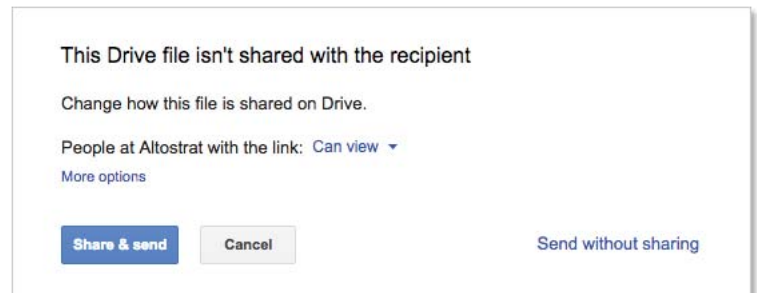 This Drive file isn't shared with the recipient
Change how this file is shared on Drive.
People at Altostrat with the link: Can view
More options
Share & send Cancel Send without sharing